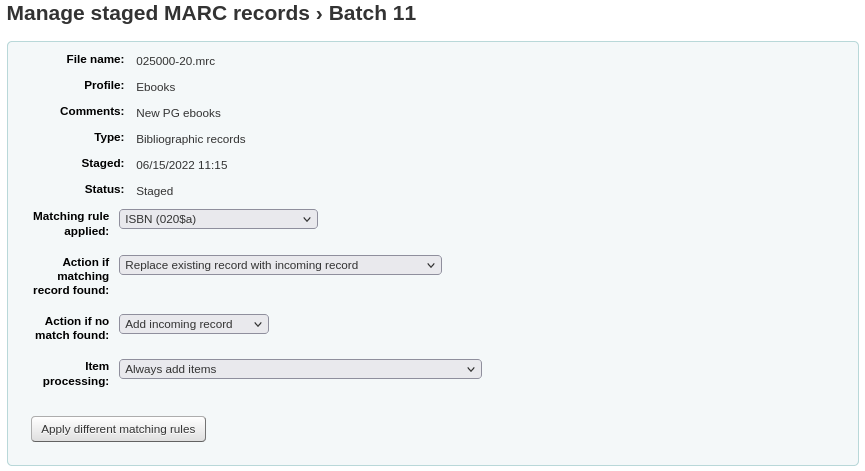 Manage staged MARC records › Batch 11
File name: 025000-20.mrc
Profile: Ebooks
Comments: New PG ebooks
Type: Bibliographic records
Staged: 06/15/2022 11:15
Status: Staged
Matching rule applied: ISBN (020$a)
Action if matching record found: Replace existing record with incoming record
Action if no match found: Add incoming record
Item processing: Always add items
Apply different matching rules